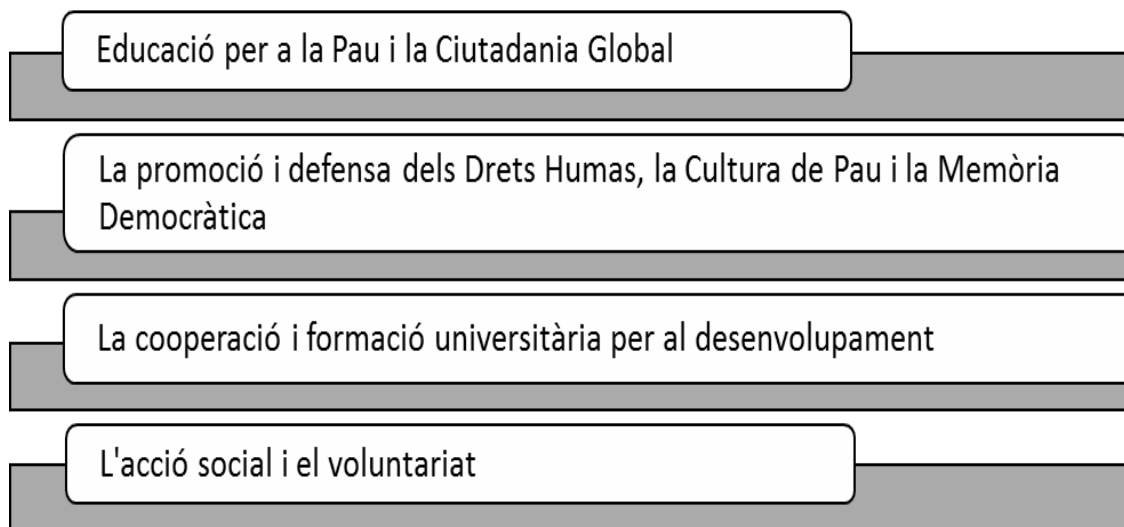 Educació per a la Pau i la Ciutadania Global
La promoció i defensa dels Drets Humas, la Cultura de Pau i la Memòria
Democràtica
La cooperació i formació universitària per al desenvolupament
L'acció social i el voluntariat